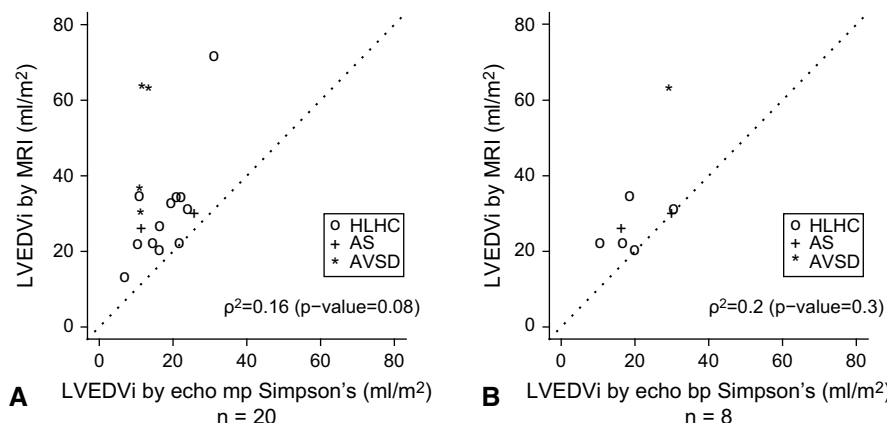 80
60
40
20
0
LVEDVi by MRI (ml/m²)
o HLHC
+ AS
* AVSD
ρ²=0.16 (p−value=0.08)
0 20 40 60 80
A LVEDVi by echo mp Simpson's (ml/m²)
n = 20
80
60
40
20
0
LVEDVi by MRI (ml/m²)
o HLHC
+ AS
* AVSD
ρ²=0.2 (p−value=0.3)
0 20 40 60 80
B LVEDVi by echo bp Simpson's (ml/m²)
n = 8